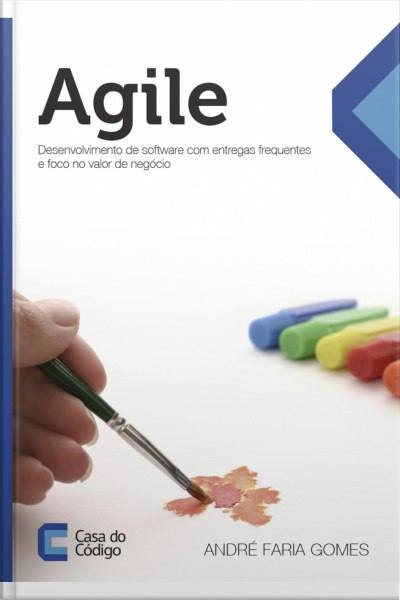 Agile
Desenvolvimento de software com entregas frequentes
e foco no valor de negócio
Casa do
Código
ANDRÉ FARIA GOMES